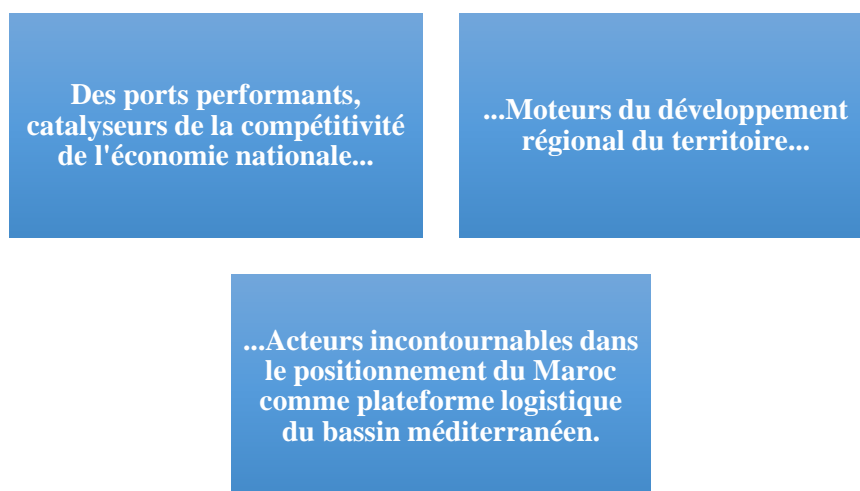 Des ports performants,
catalyseurs de la compétitivité
de l'économie nationale...
...Moteurs du développement
régional du territoire...
...Acteurs incontournables dans
le positionnement du Maroc
comme plateforme logistique
du bassin méditerranéen.